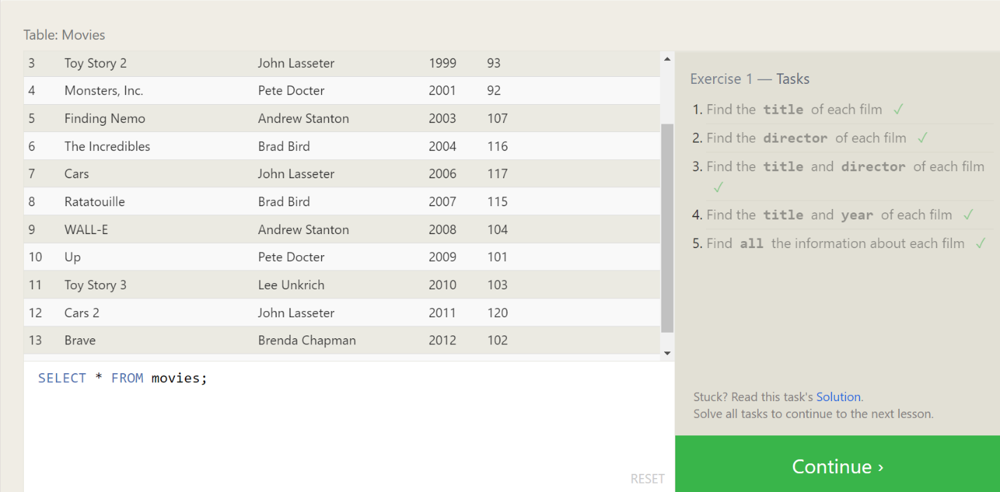 Table: Movies
3 Toy Story 2 John Lasseter 1999 93
4 Monsters, Inc. Pete Docter 2001 92
5 Finding Nemo Andrew Stanton 2003 107
6 The Incredibles Brad Bird 2004 116
7 Cars John Lasseter 2006 117
8 Ratatouille Brad Bird 2007 115
9 WALL-E Andrew Stanton 2008 104
10 Up Pete Docter 2009 101
11 Toy Story 3 Lee Unkrich 2010 103
12 Cars 2 John Lasseter 2011 120
13 Brave Brenda Chapman 2012 102
SELECT * FROM movies;
RESET
Exercise 1 — Tasks
1. Find the title of each film ✓
2. Find the director of each film ✓
3. Find the title and director of each film
✓
4. Find the title and year of each film ✓
5. Find all the information about each film ✓
Stuck? Read this task's Solution.
Solve all tasks to continue to the next lesson.
Continue ›